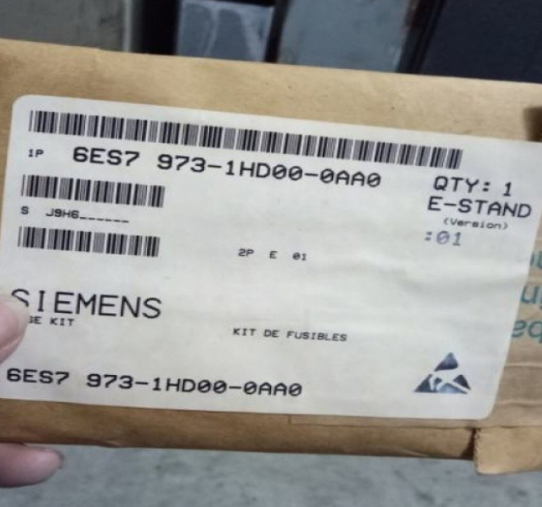 1P 6ES7 973-1HD00-0AA0
QTY: 1
E-STAND
(Version)
:01
S J9H6______
2P E 01
SIEMENS
KIT
KIT DE FUSIBLES
6ES7 973-1HD00-0AA0